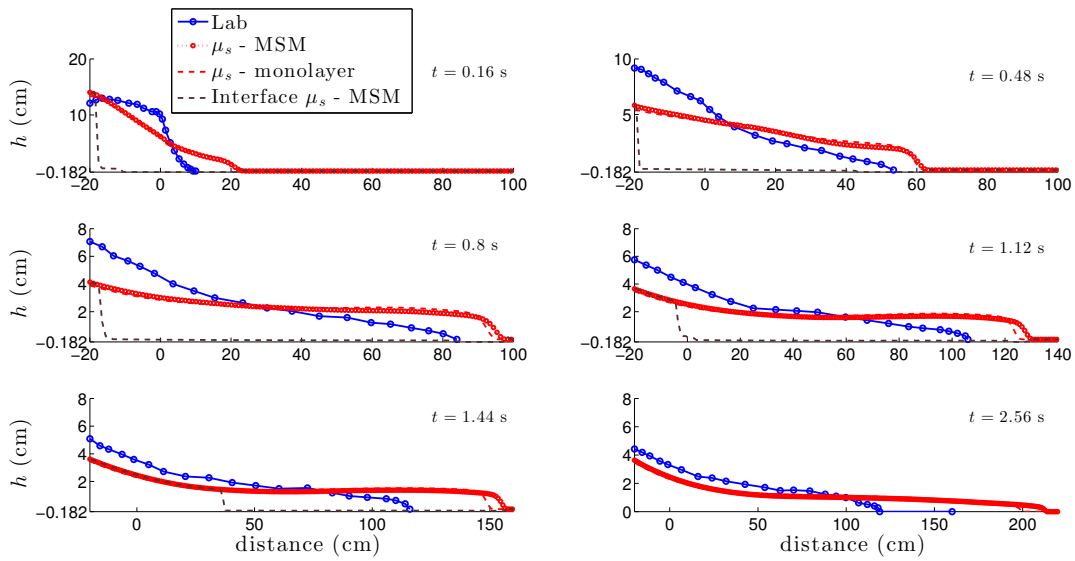 Lab
μs - MSM
μs - monolayer
Interface μs - MSM
h (cm)
20
10
−0.182
−20 0 20 40 60 80 100
t = 0.16 s
10
5
−0.182
−20 0 20 40 60 80 100
t = 0.48 s
h (cm)
8
6
4
2
−0.182
−20 0 20 40 60 80 100
t = 0.8 s
8
6
4
2
−0.182
−20 0 20 40 60 80 100 120 140
t = 1.12 s
h (cm)
8
6
4
2
−0.182
0 50 100 150
t = 1.44 s
distance (cm)
8
6
4
2
0
0 50 100 150 200
t = 2.56 s
distance (cm)